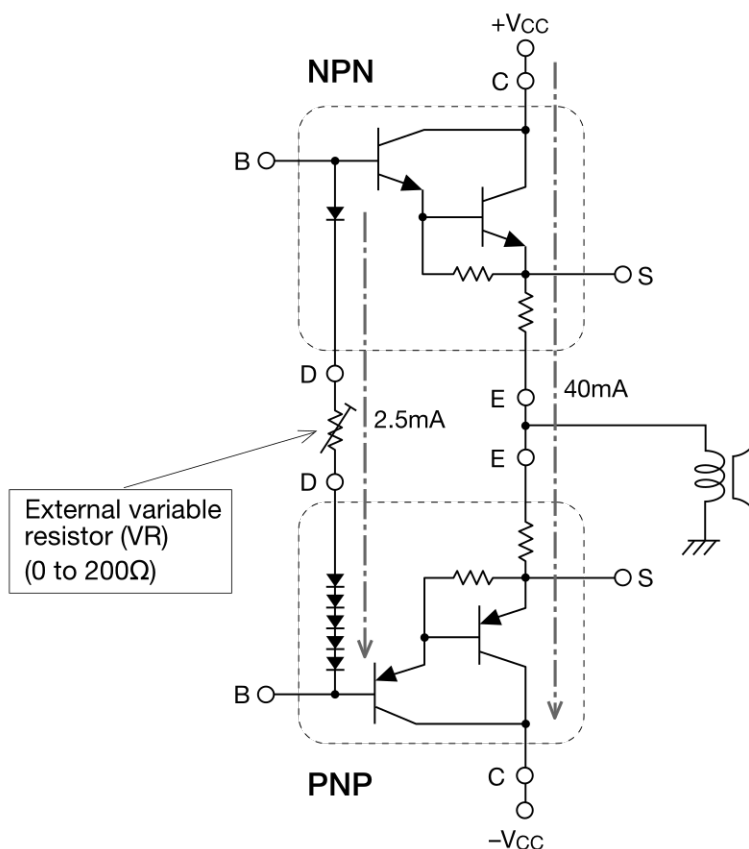 +VCC
C
NPN
B
S
D
E
40mA
2.5mA
E
D
External variable
resistor (VR)
(0 to 200Ω)
S
B
PNP
C
−VCC